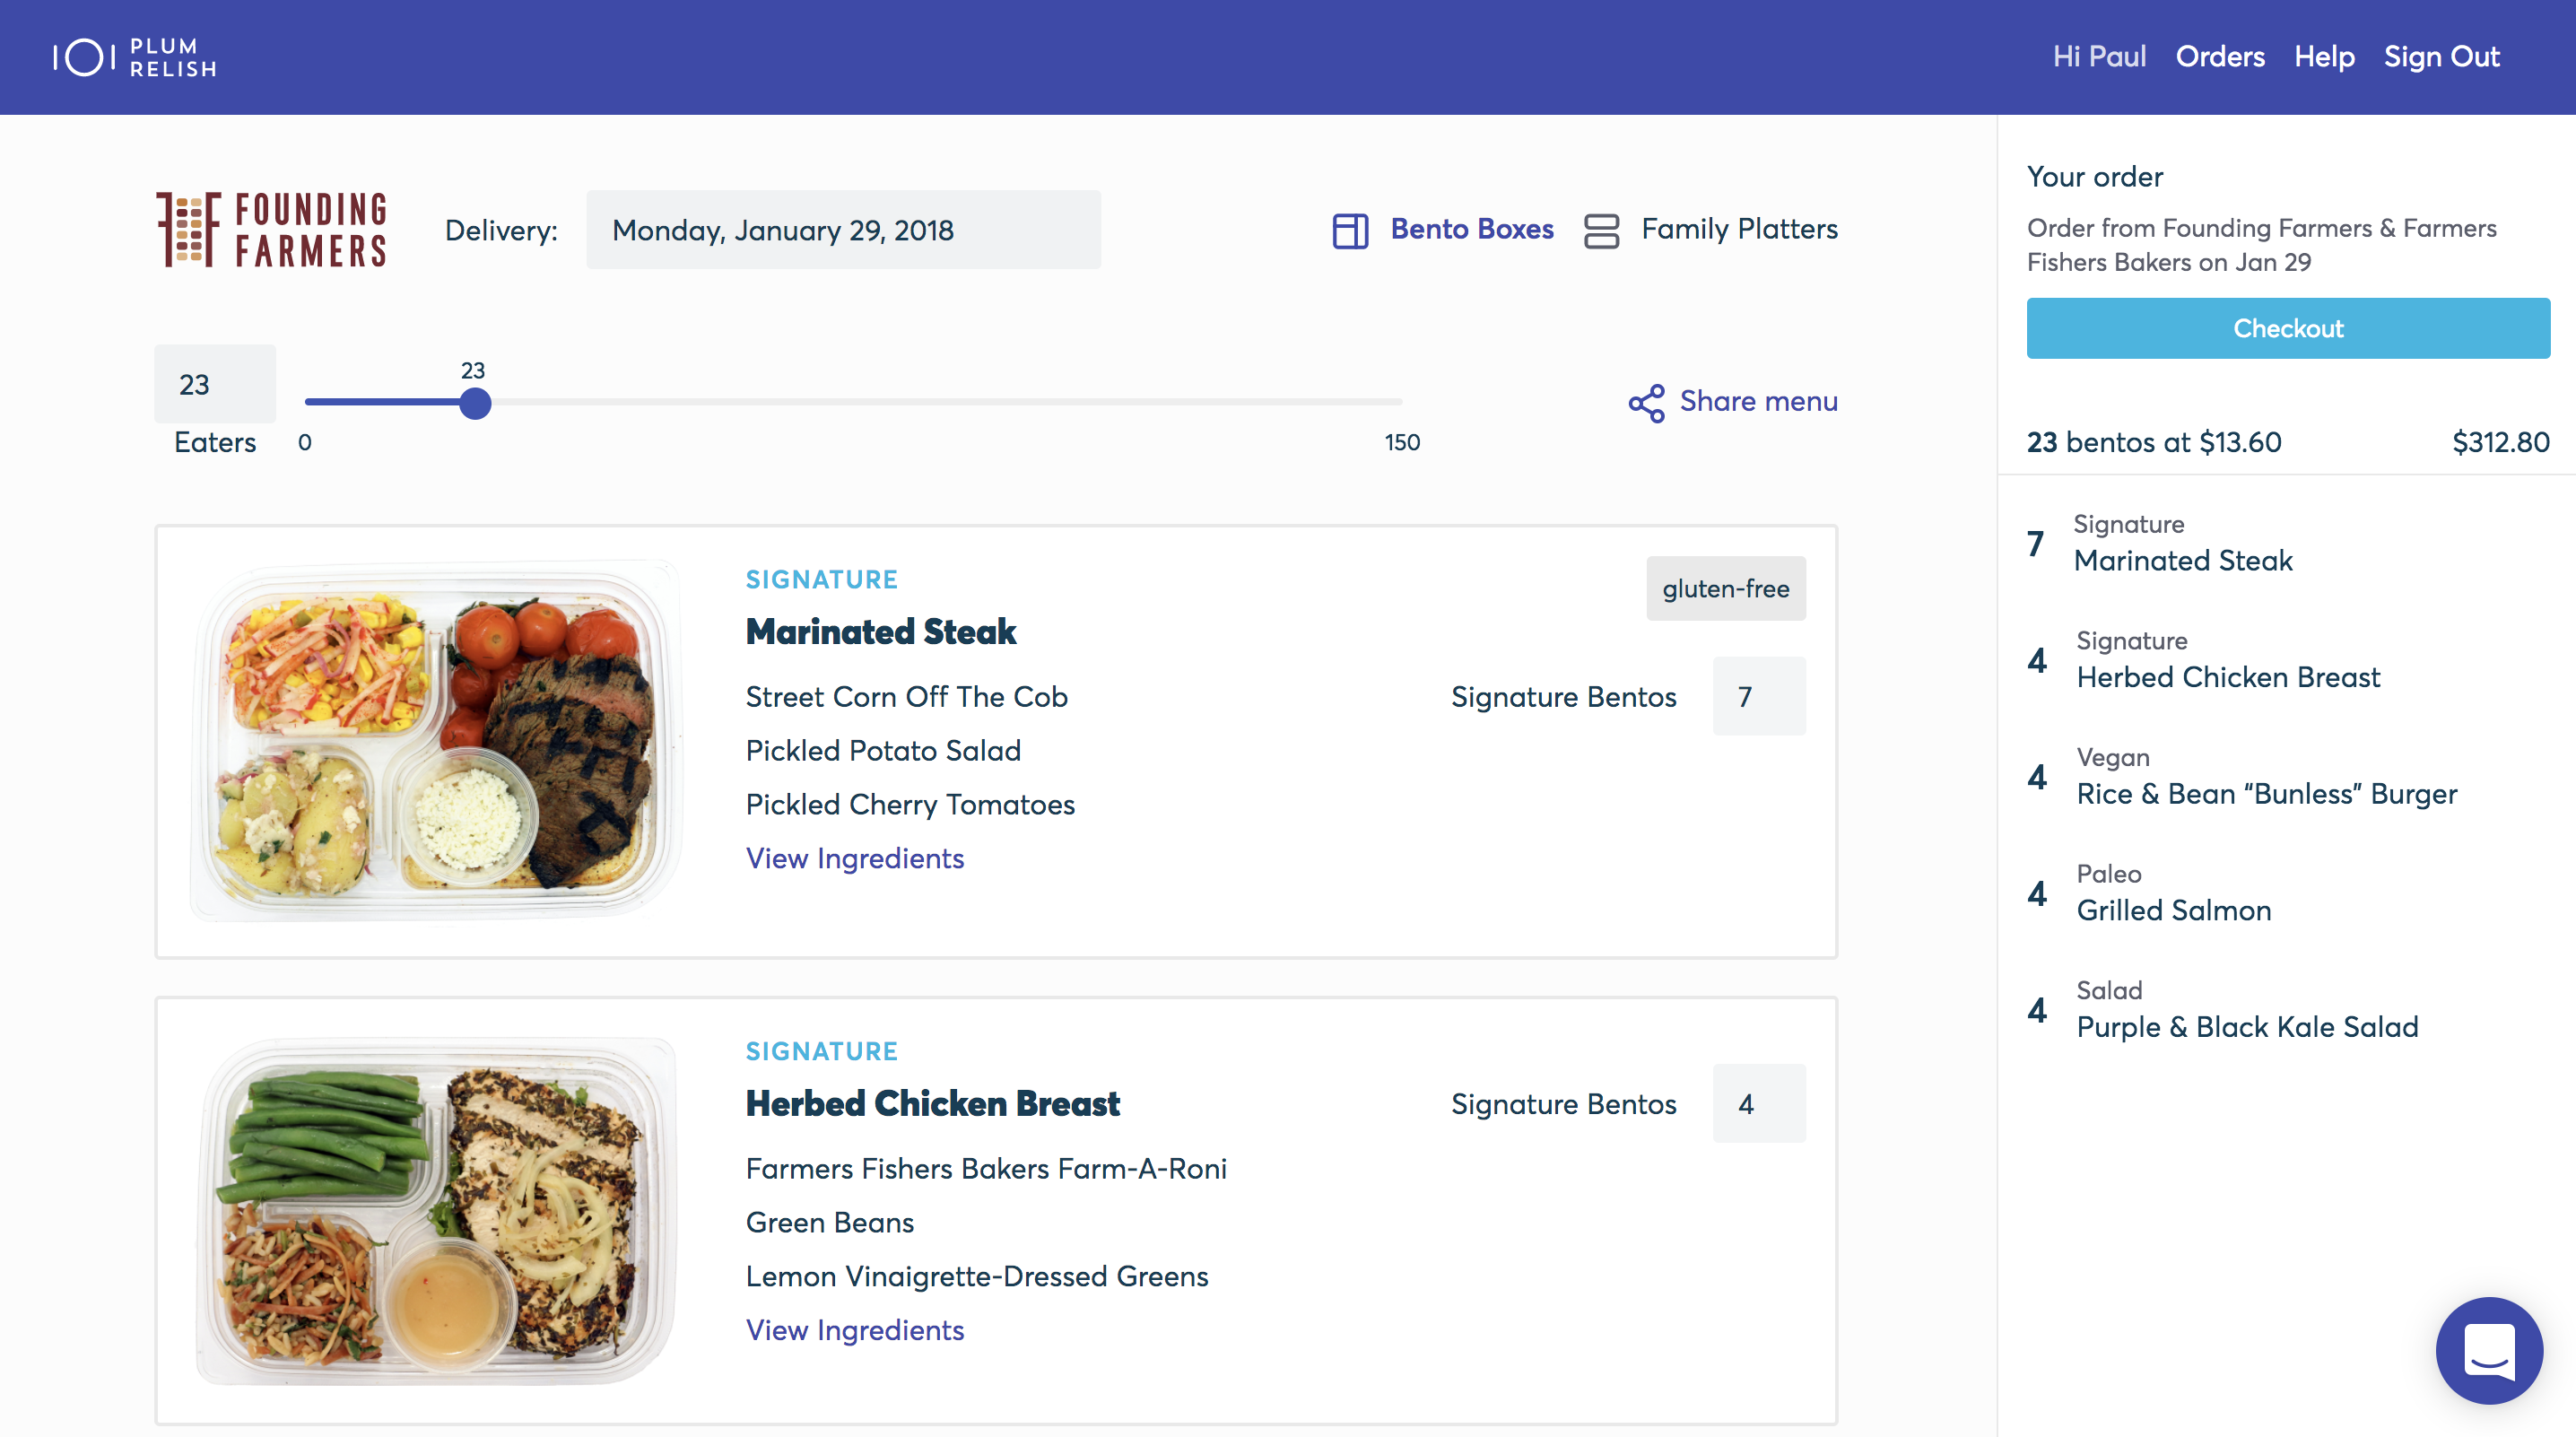 PLUM
RELISH
Hi Paul Orders Help Sign Out
FOUNDING
FARMERS
Delivery: Monday, January 29, 2018
Bento Boxes Family Platters
23
Eaters
23
0 150
Share menu
SIGNATURE
Marinated Steak
Street Corn Off The Cob
Pickled Potato Salad
Pickled Cherry Tomatoes
View Ingredients
gluten-free
Signature Bentos 7
SIGNATURE
Herbed Chicken Breast
Farmers Fishers Bakers Farm-A-Roni
Green Beans
Lemon Vinaigrette-Dressed Greens
View Ingredients
Signature Bentos 4
Your order
Order from Founding Farmers & Farmers
Fishers Bakers on Jan 29
Checkout
23 bentos at $13.60 $312.80
7 Signature
Marinated Steak
4 Signature
Herbed Chicken Breast
4 Vegan
Rice & Bean “Bunless” Burger
4 Paleo
Grilled Salmon
4 Salad
Purple & Black Kale Salad